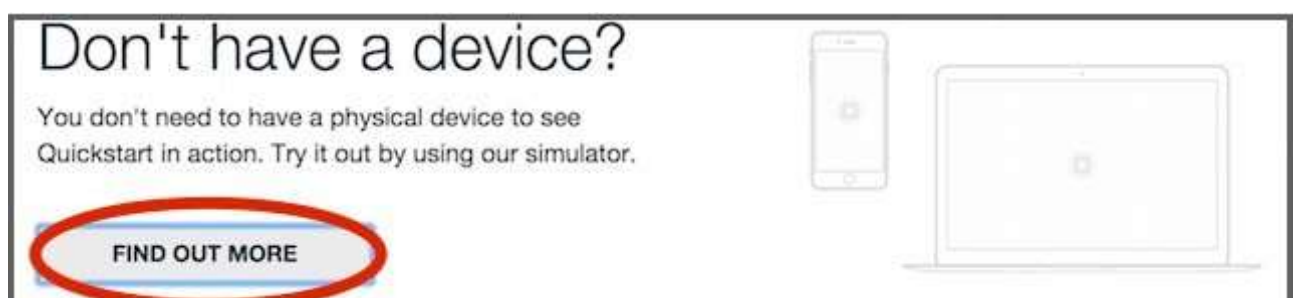 Don't have a device?
You don't need to have a physical device to see
Quickstart in action. Try it out by using our simulator.
FIND OUT MORE